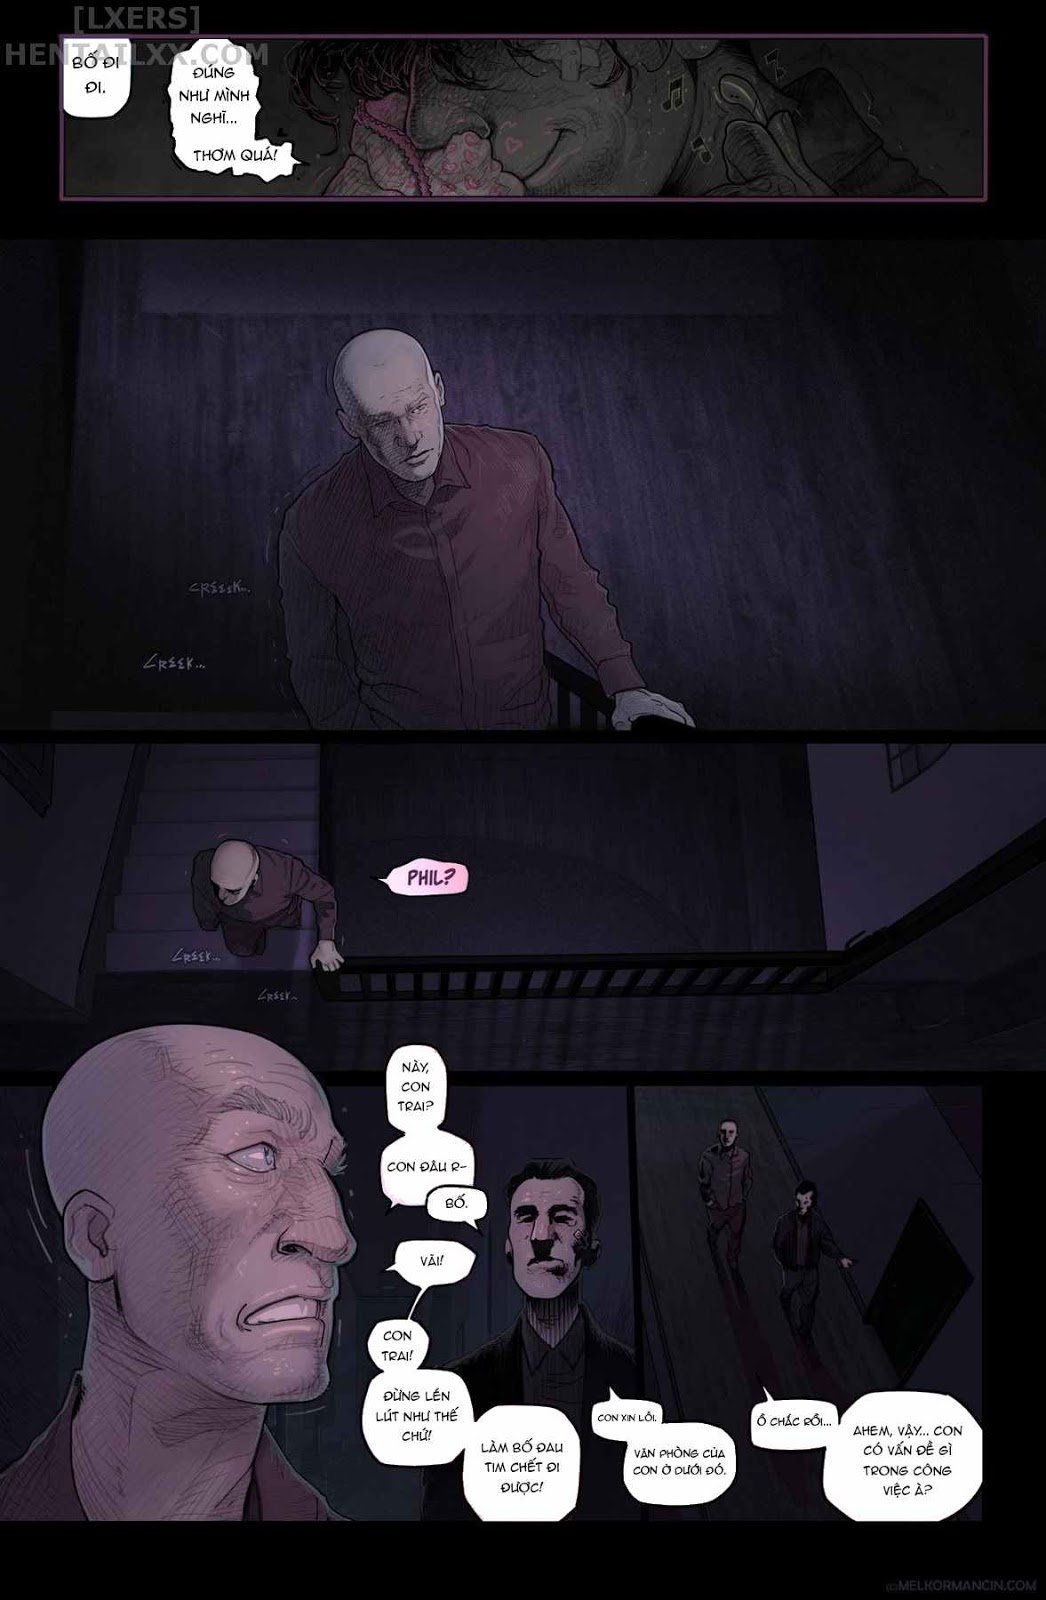 [LXERS]
HENTAILXX.COM
BỐ ĐI
ĐI.
ĐÚNG
NHƯ MÌNH
NGHĨ...
THƠM QUÁ!
CREEEK...
CREEK...
PHIL?
CREEK...
CREEK...
NÀY,
CON
TRAI?
CON ĐÂU R-
BỐ.
VÃI!
CON
TRAI!
ĐỪNG LÉN
LÚT NHƯ THẾ
CHỨ!
LÀM BỐ ĐAU
TIM CHẾT ĐI
ĐƯỢC!
CON XIN LỖI.
VĂN PHÒNG CỦA
CON Ở DƯỚI ĐÓ.
Ồ CHẮC RỒI...
AHEM, VẬY... CON
CÓ VẤN ĐỀ GÌ
TRONG CÔNG
VIỆC À?
(C)MELKORMANCIN.COM